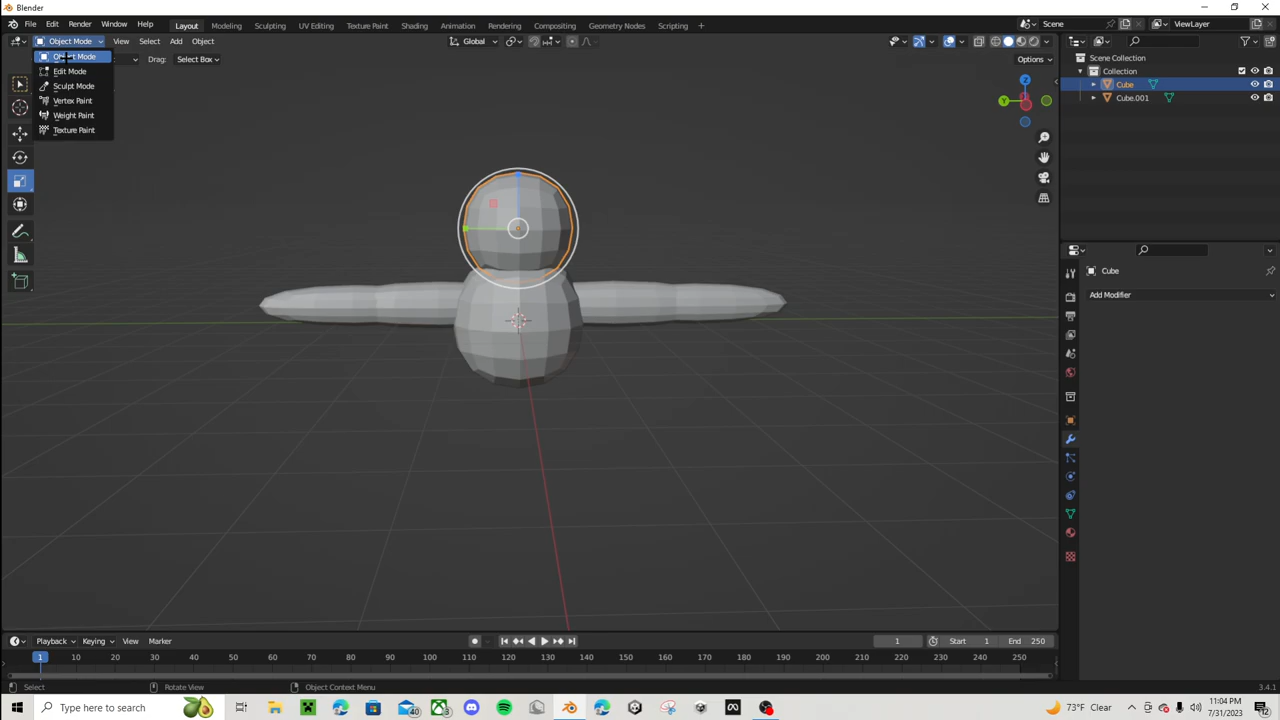 Blender
File Edit Render Window Help
Layout Modeling Sculpting UV Editing Texture Paint Shading Animation Rendering Compositing Geometry Nodes Scripting
Scene ViewLayer
Object Mode View Select Add Object
Global
Object Mode
Drag: Select Box
Options
Edit Mode
Sculpt Mode
Vertex Paint
Weight Paint
Texture Paint
Z
Y
Scene Collection
Collection
Cube
Cube.001
Cube
Add Modifier
Playback Keying View Marker
1 Start 1 End 250
1 10 20 30 40 50 60 70 80 90 100 110 120 130 140 150 160 170 180 190 200 210 220 230 240 250
Select Rotate View Object Context Menu 3.4.1
Type here to search
73°F Clear
11:04 PM
7/31/2023